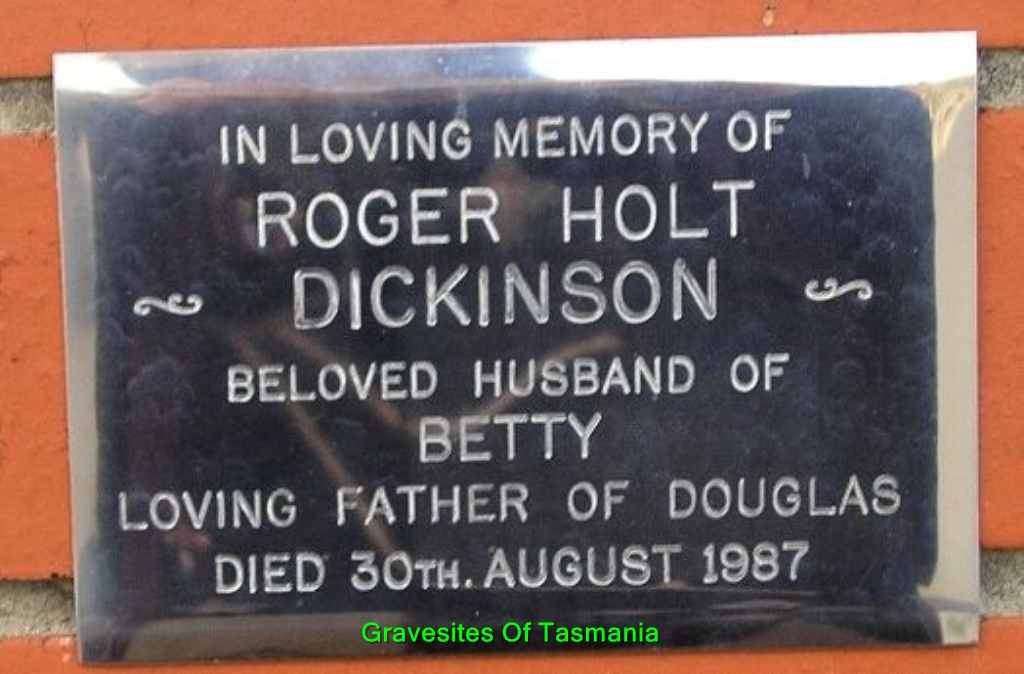 IN LOVING MEMORY OF
ROGER HOLT
DICKINSON
BELOVED HUSBAND OF
BETTY
LOVING FATHER OF DOUGLAS
DIED 30TH. AUGUST 1987
Gravesites Of Tasmania